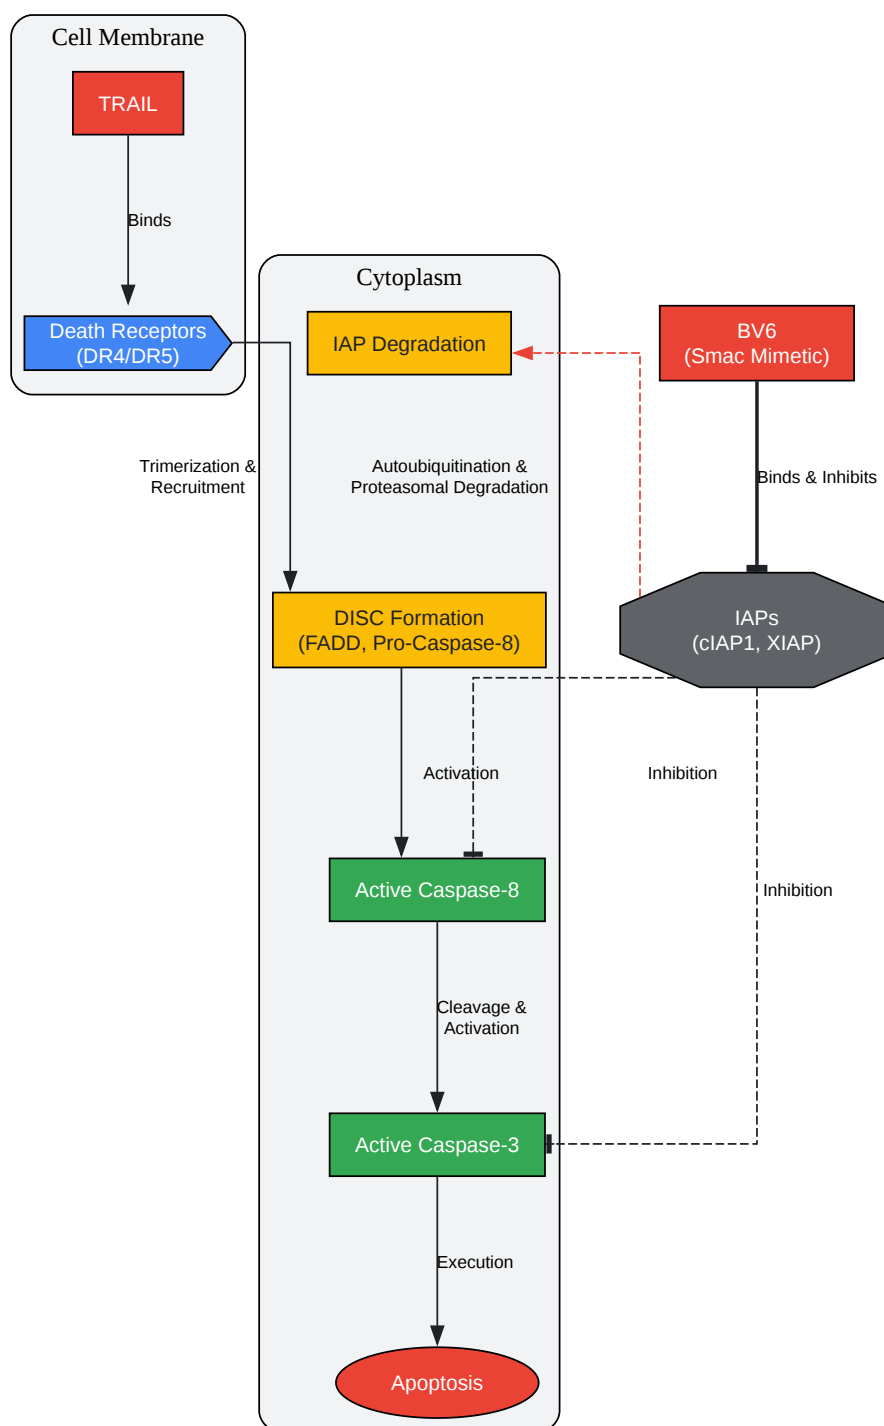 Cell Membrane
TRAIL
Binds
Death Receptors
(DR4/DR5)
Cytoplasm
IAP Degradation
BV6
(Smac Mimetic)
Trimerization &
Recruitment
Autoubiquitination &
Proteasomal Degradation
Binds & Inhibits
DISC Formation
(FADD, Pro-Caspase-8)
IAPs
(cIAP1, XIAP)
Activation
Inhibition
Active Caspase-8
Inhibition
Cleavage &
Activation
Active Caspase-3
Execution
Apoptosis